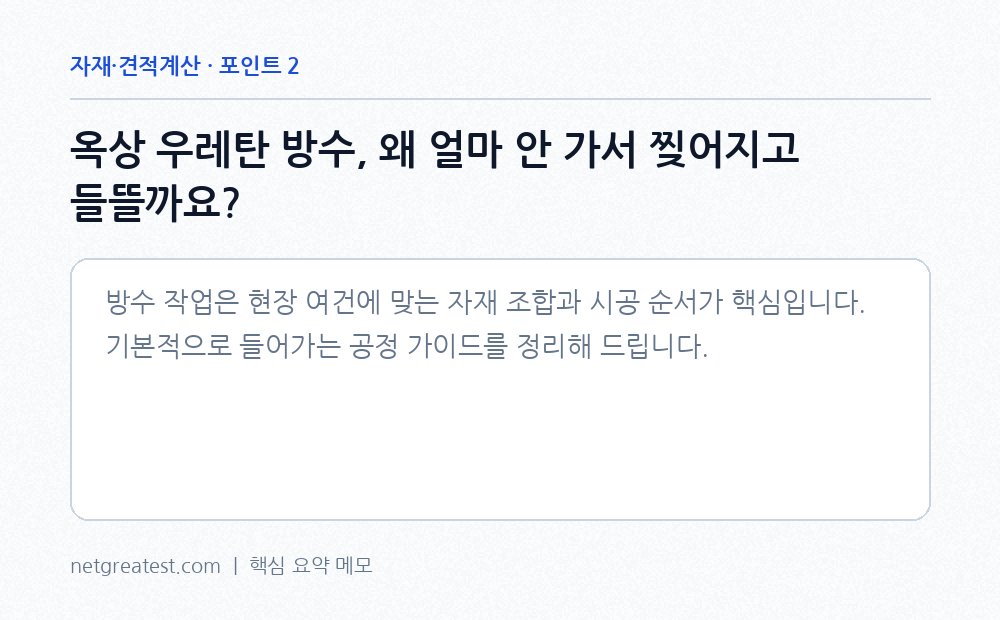 자재·견적계산 · 포인트 2
옥상 우레탄 방수, 왜 얼마 안 가서 찢어지고
들뜰까요?
방수 작업은 현장 여건에 맞는 자재 조합과 시공 순서가 핵심입니다.
기본적으로 들어가는 공정 가이드를 정리해 드립니다.
netgreatest.com | 핵심 요약 메모